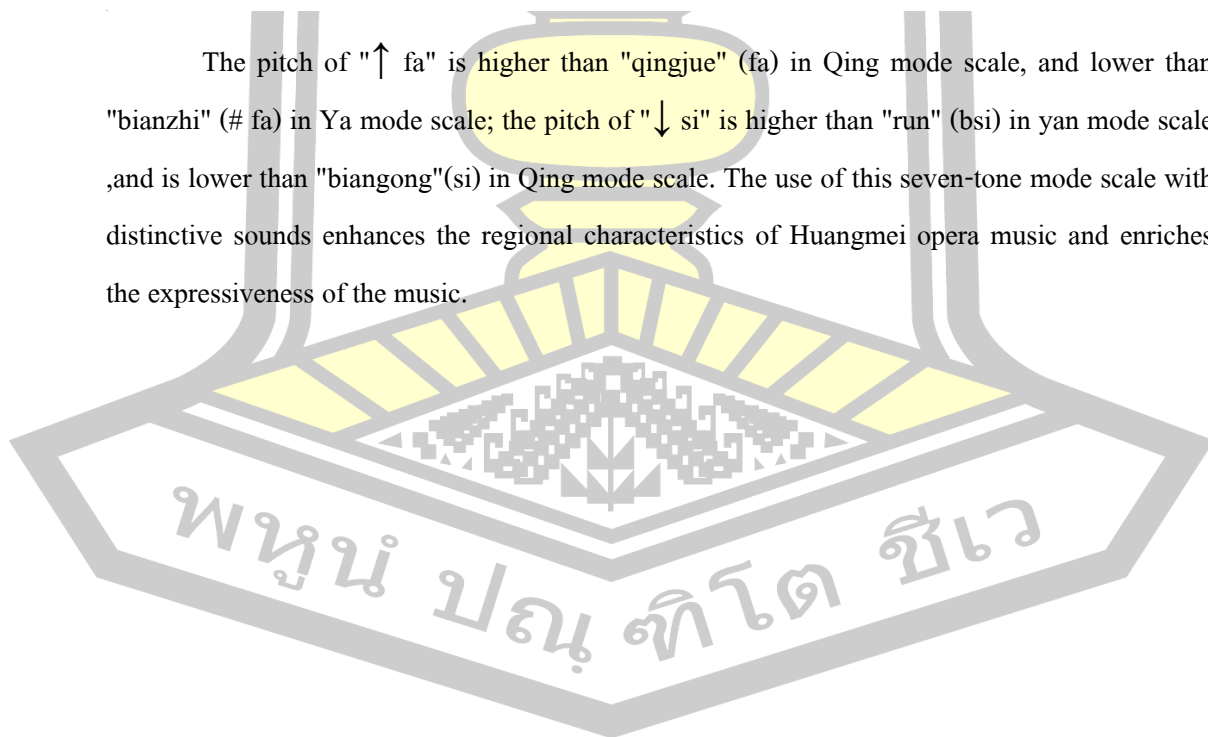 The pitch of "↑ fa" is higher than "qingjue" (fa) in Qing mode scale, and lower than
"bianzhi" (# fa) in Ya mode scale; the pitch of "↓ si" is higher than "run" (bsi) in yan mode scale
,and is lower than "biangong"(si) in Qing mode scale. The use of this seven-tone mode scale with
distinctive sounds enhances the regional characteristics of Huangmei opera music and enriches
the expressiveness of the music.
พหูนํ ปณฺฑิโต ชีเว